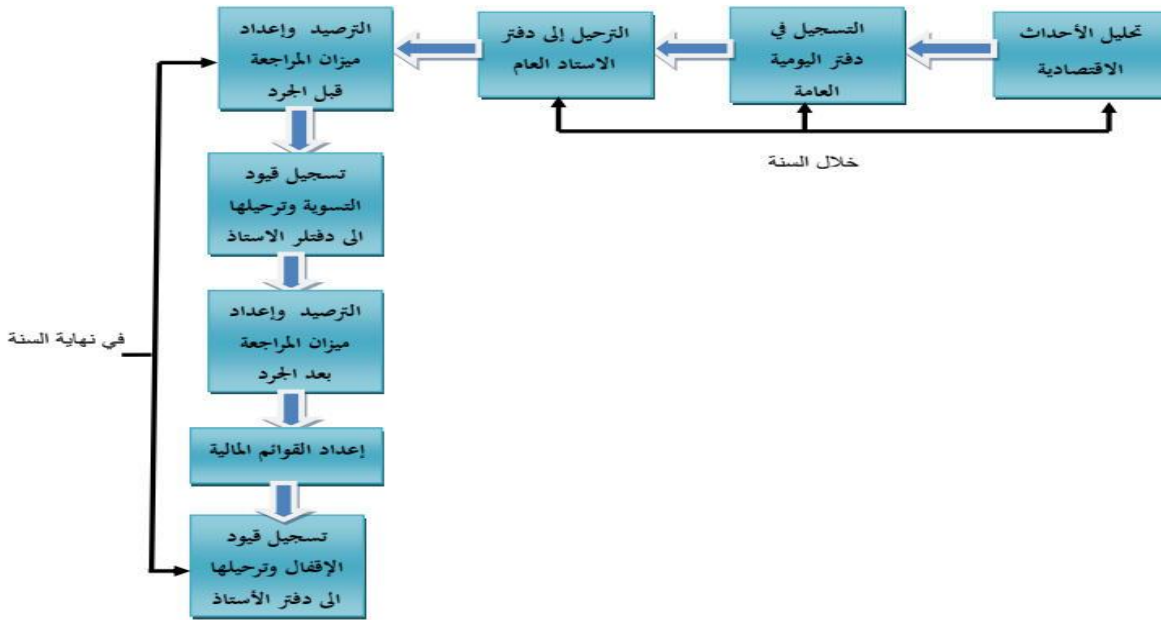 تحليل الأحداث
الاقتصادية
التسجيل في
دفتر اليومية
العامة
الترحيل إلى دفتر
الاستاد العام
الترصيد وإعداد
ميزان المراجعة
قبل الجرد
خلال السنة
تسجيل قيود
التسوية وترحيلها
الى دفتلر الاستاذ
الترصيد وإعداد
ميزان المراجعة
بعد الجرد
في نهاية السنة
إعداد القوائم المالية
تسجيل قيود
الإقفال وترحيلها
الى دفتر الأستاذ